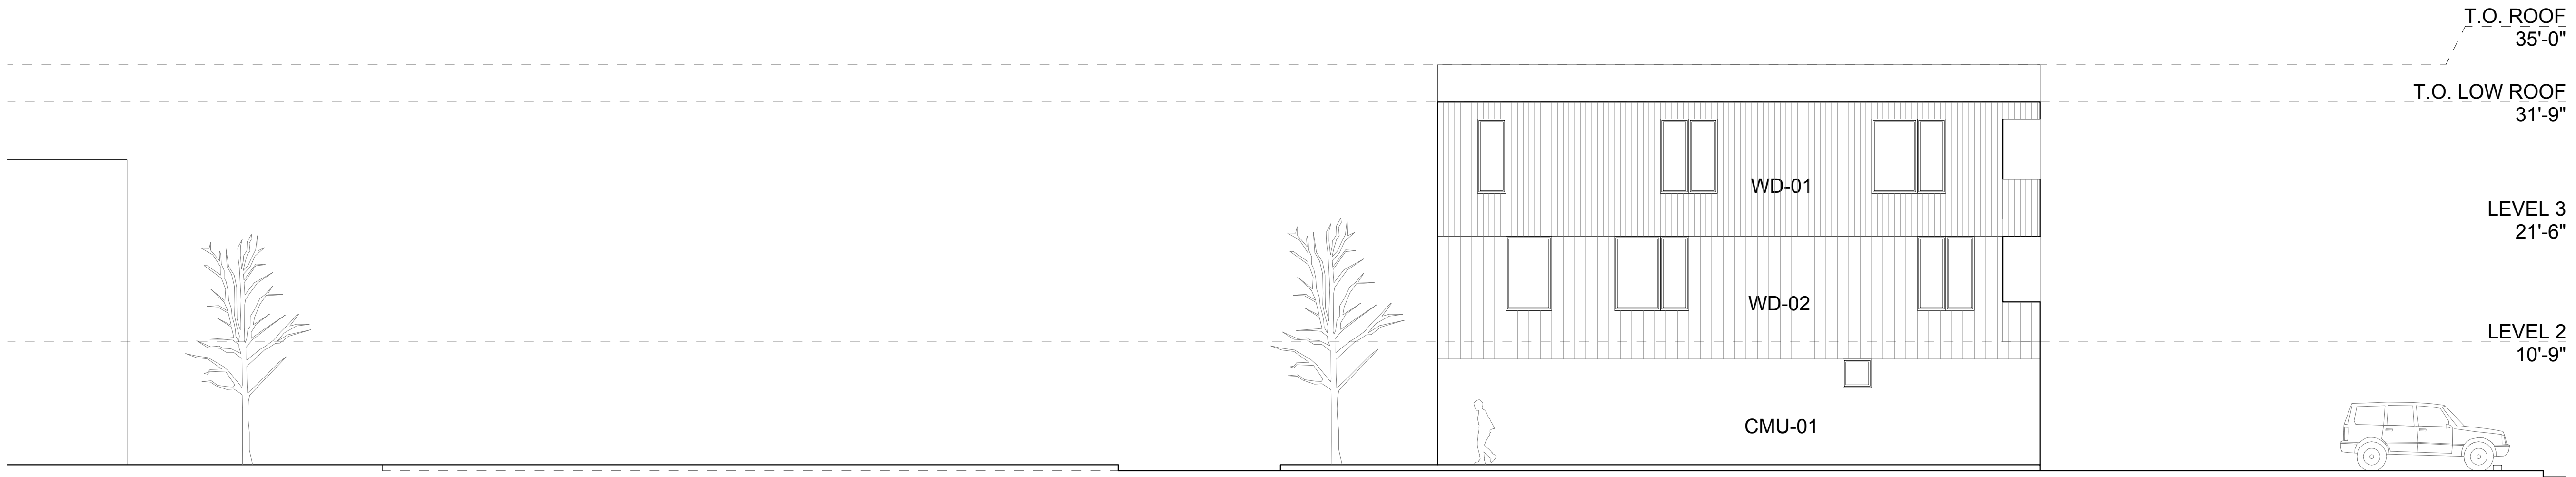 T.O. ROOF
35'-0"
T.O. LOW ROOF
31'-9"
WD-01
LEVEL 3
21'-6"
WD-02
LEVEL 2
10'-9"
CMU-01